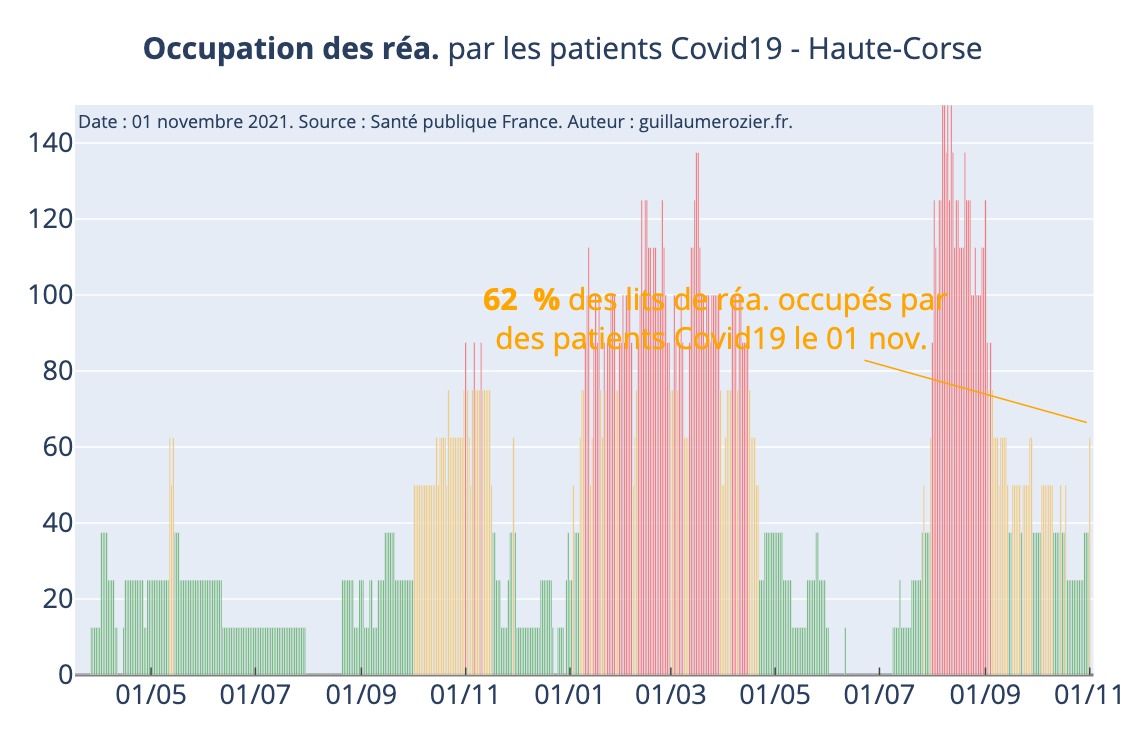 Occupation des réa. par les patients Covid19 - Haute-Corse
Date : 01 novembre 2021. Source : Santé publique France. Auteur : guillaumerozier.fr.
140
120
100
62 % des lits de réa. occupés par
des patients Covid19 le 01 nov.
80
60
40
20
0
01/05 01/07 01/09 01/11 01/01 01/03 01/05 01/07 01/09 01/11